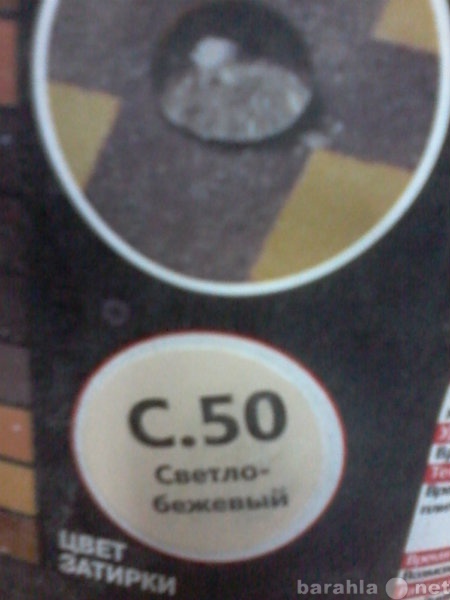 С.50
Светло-
бежевый
ЦВЕТ
ЗАТИРКИ
barahla.net